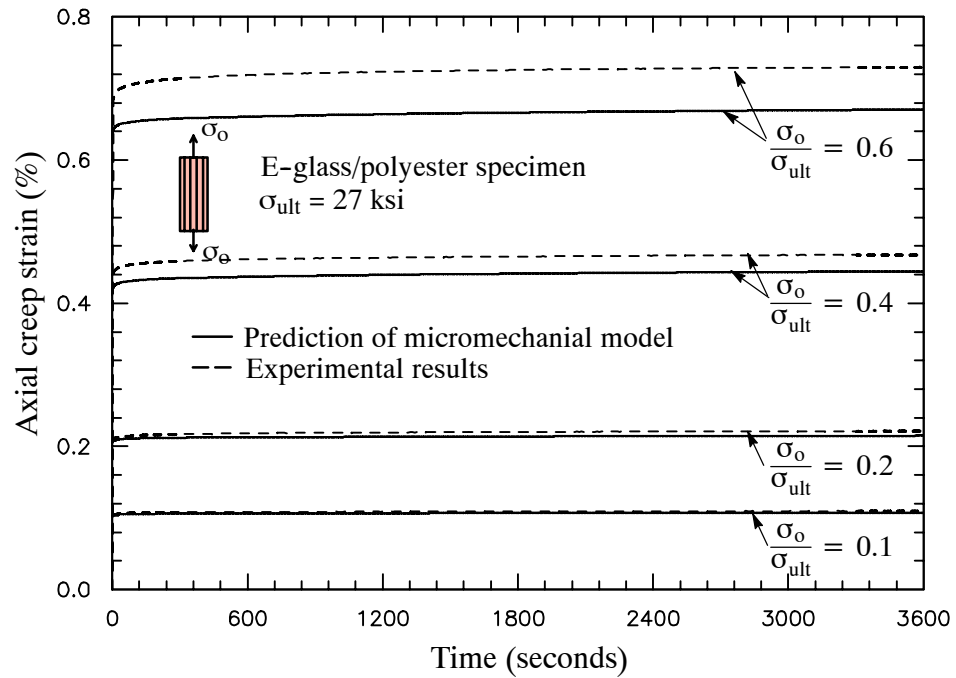 0.8
0.6
0.4
0.2
0.0
Axial creep strain (%)
0
600
1200
1800
2400
3000
3600
Time (seconds)
σo
σo
E-glass/polyester specimen
σult = 27 ksi
Prediction of micromechanial model
Experimental results
σo/σult = 0.6
σo/σult = 0.4
σo/σult = 0.2
σo/σult = 0.1